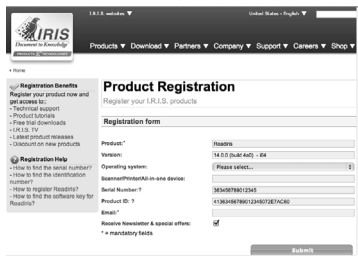 I.R.I.S. websites ▼
United States - English ▼
IRIS
Document to Knowledge
PRODUCTS & TECHNOLOGIES
Products ▼ Download ▼ Partners ▼ Company ▼ Support ▼ Careers ▼ Shop ▼
Home
Registration Benefits
Register your product now and
get access to:
- Technical support
- Product tutorials
- Free trial downloads
- I.R.I.S. TV
- Latest product releases
- Discount on new products
Registration Help
- How to find the serial number?
- How to find the identification
number?
- How to register Readiris?
- How to find the software key for
Readiris?
Product Registration
Register your I.R.I.S. products
Registration form
Product:* Readiris
Version: 14.0.0 (build 4a0) - i64
Operating system: Please select...
Scanner/Printer/All-in-one device:
Serial Number:? 363456789012345
Product ID: ?
Email:*
Receive Newsletter & special offers:
* = mandatory fields
Submit